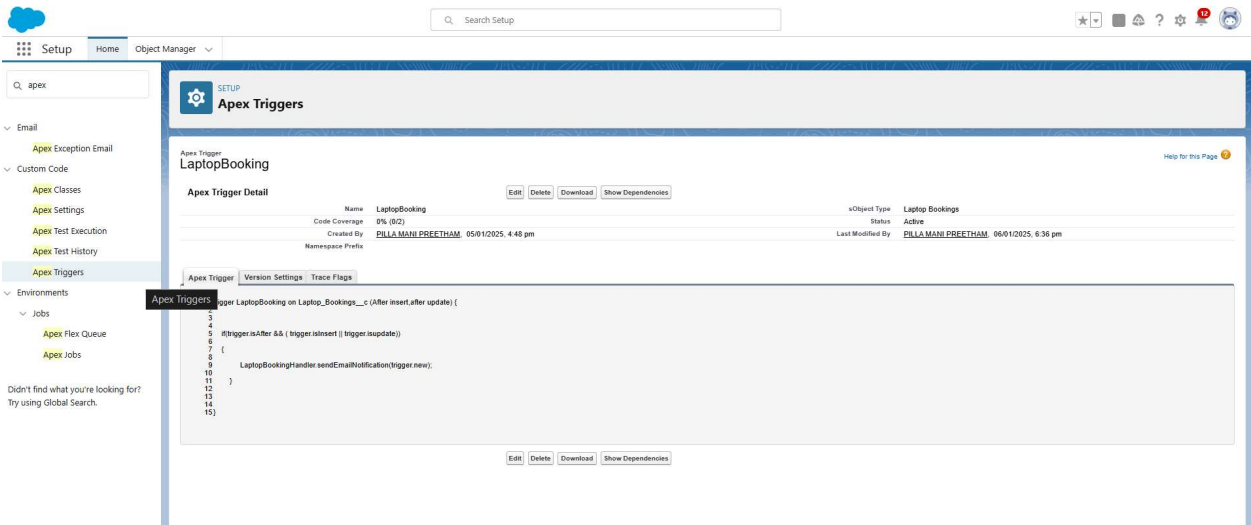 Search Setup
12
Setup
Home
Object Manager
apex
Email
Apex Exception Email
Custom Code
Apex Classes
Apex Settings
Apex Test Execution
Apex Test History
Apex Triggers
Environments
Jobs
Apex Flex Queue
Apex Jobs
Didn't find what you're looking for?
Try using Global Search.
Apex Triggers
SETUP
Apex Triggers
Apex Trigger
LaptopBooking
Help for this Page
Apex Trigger Detail
Edit Delete Download Show Dependencies
Name LaptopBooking sObject Type Laptop Bookings
Code Coverage 0% (0/2) Status Active
Created By PILLA MANI PREETHAM, 05/01/2025, 4:48 pm Last Modified By PILLA MANI PREETHAM, 06/01/2025, 6:36 pm
Namespace Prefix
Apex Trigger Version Settings Trace Flags
LaptopBooking on Laptop_Bookings__c (After insert,after update) {
3
4
5 if(trigger.isAfter && ( trigger.isInsert || trigger.isupdate))
6
7 {
8
9 LaptopBookingHandler.sendEmailNotification(trigger.new);
10
11 }
12
13
14
15 }
Edit Delete Download Show Dependencies